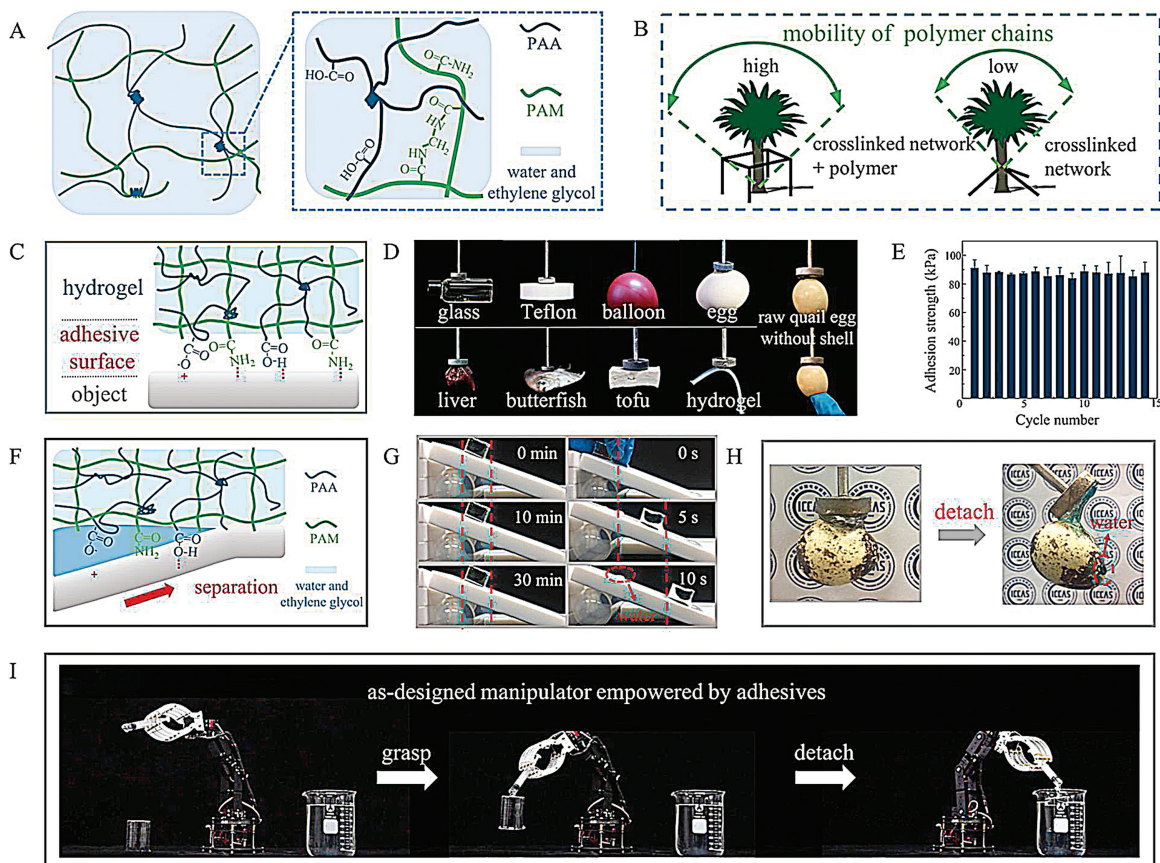 A
PAA
PAM
water and
ethylene glycol
HO-C=O
O=C-NH₂
O=C
HN
CH₂
NH
C=O
HO-C=O
B
mobility of polymer chains
high
low
crosslinked network
+ polymer
crosslinked
network
C
hydrogel
adhesive
surface
object
O
C
-O
+
O
C
NH₂
O
C
O-H
O
C
NH₂
D
glass
Teflon
balloon
egg
raw quail egg
without shell
liver
butterfish
tofu
hydrogel
E
Adhesion strength (kPa)
100
80
60
40
20
0
5
10
15
Cycle number
F
PAA
PAM
water and
ethylene glycol
O
C
O-
+
C=O
NH₂
O
C
O-H
separation
G
0 min
10 min
30 min
0 s
5 s
10 s
water
H
ICCAS
detach
water
ICCAS
I
as-designed manipulator empowered by adhesives
grasp
detach